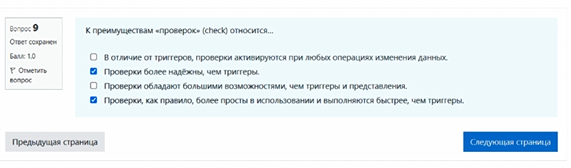 Вопрос 9
Ответ сохранен
Балл: 1,0
Отметить вопрос
К преимуществам «проверок» (check) относится...
В отличие от триггеров, проверки активируются при любых операциях изменения данных.
Проверки более надёжны, чем триггеры.
Проверки обладают большими возможностями, чем триггеры и представления.
Проверки, как правило, более просты в использовании и выполняются быстрее, чем триггеры.
Предыдущая страница
Следующая страница